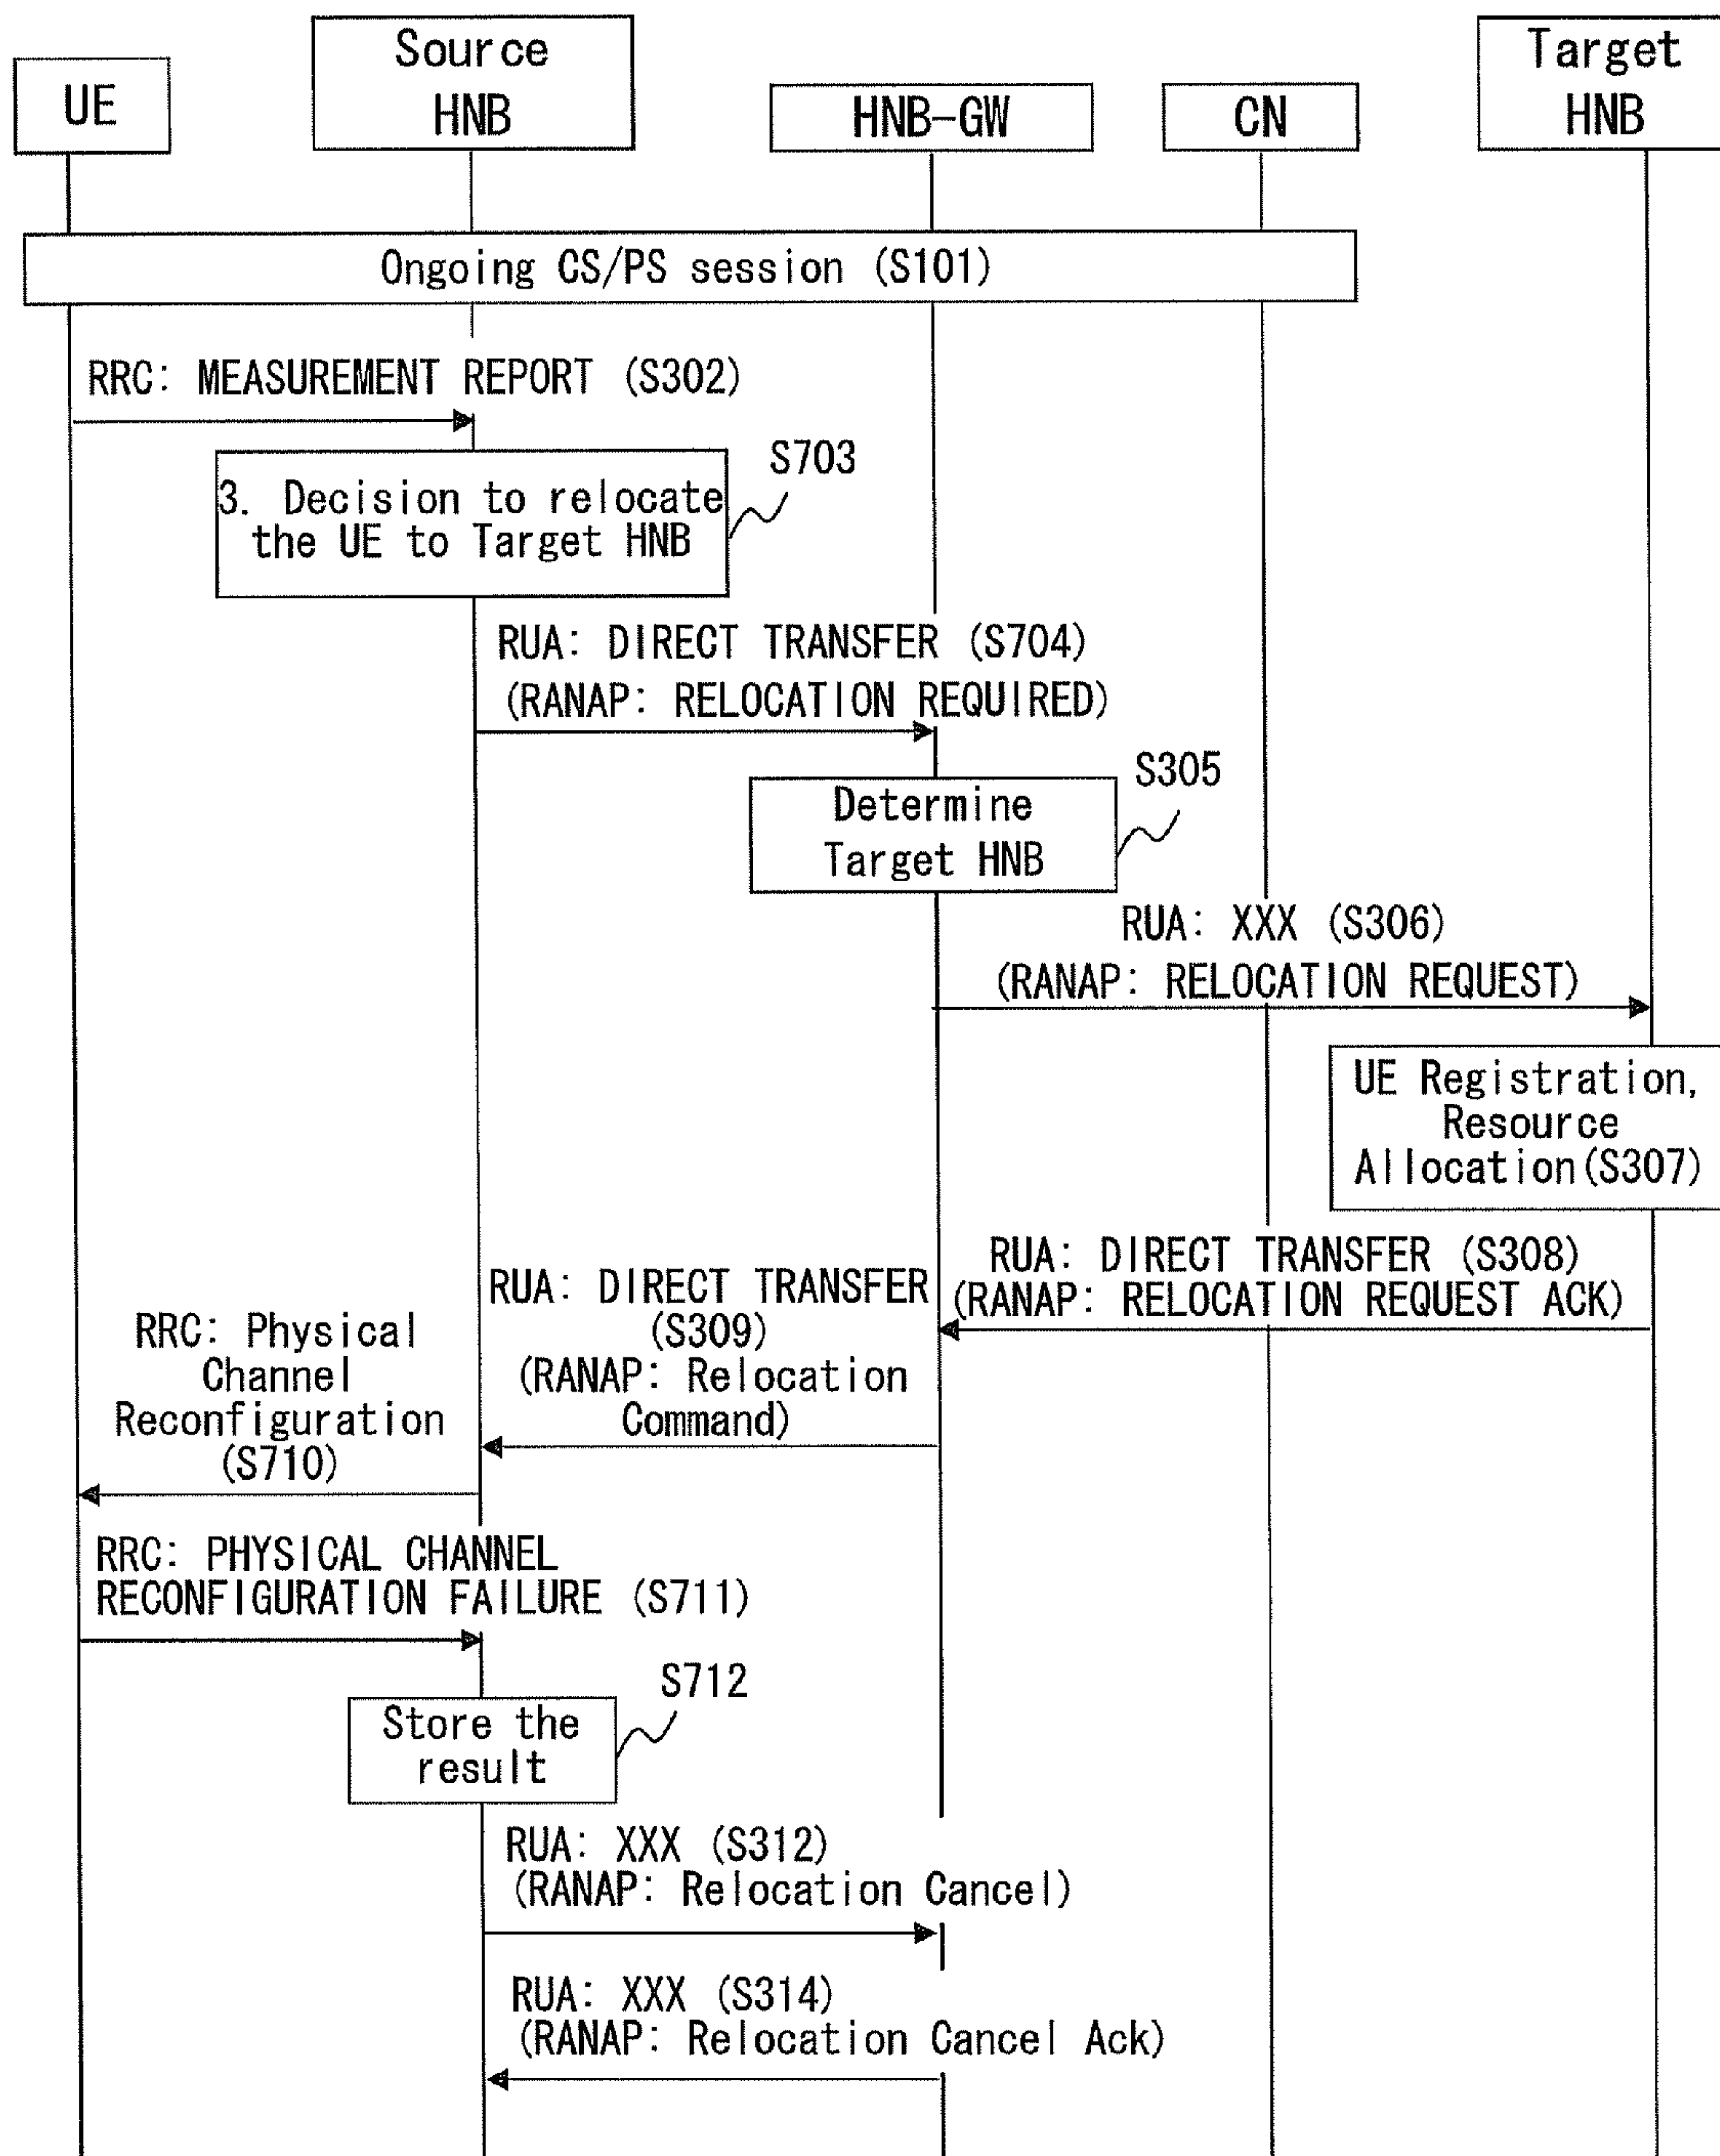 UE
Source
HNB
HNB-GW
CN
Target
HNB
Ongoing CS/PS session (S101)
RRC: MEASUREMENT REPORT (S302)
S703
3. Decision to relocate
the UE to Target HNB
RUA: DIRECT TRANSFER (S704)
(RANAP: RELOCATION REQUIRED)
S305
Determine
Target HNB
RUA: XXX (S306)
(RANAP: RELOCATION REQUEST)
UE Registration,
Resource
Allocation(S307)
RUA: DIRECT TRANSFER (S308)
(RANAP: RELOCATION REQUEST ACK)
RUA: DIRECT TRANSFER
(S309)
(RANAP: Relocation
Command)
RRC: Physical
Channel
Reconfiguration
(S710)
RRC: PHYSICAL CHANNEL
RECONFIGURATION FAILURE (S711)
S712
Store the
result
RUA: XXX (S312)
(RANAP: Relocation Cancel)
RUA: XXX (S314)
(RANAP: Relocation Cancel Ack)